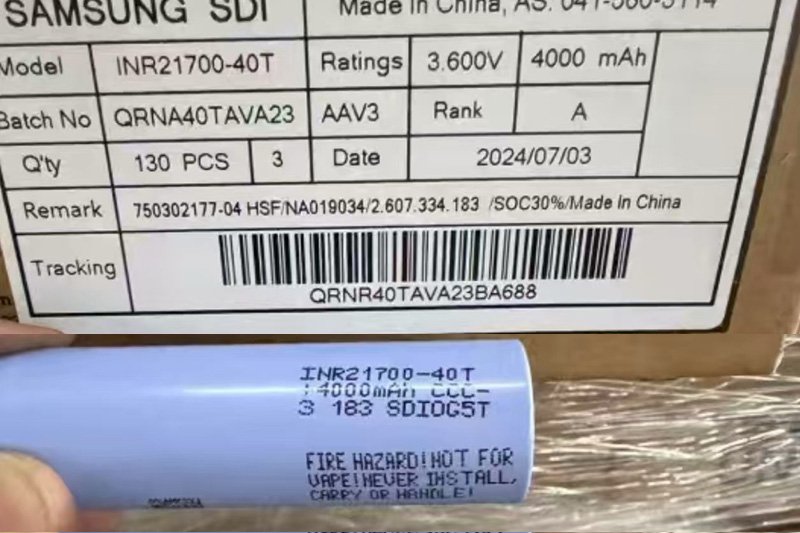 SAMSUNG SDI
Made in China, AS: 041-560-3114
Model INR21700-40T Ratings 3.600V 4000 mAh
Batch No QRNA40TAVA23 AAV3 Rank A
Q'ty 130 PCS 3 Date 2024/07/03
Remark 750302177-04 HSF/NA019034/2.607.334.183 /SOC30%/Made In China
Tracking
QRNR40TAVA23BA688
INR21700-40T
4000mAh CCC-
3 183 SDIOG5T
FIRE HAZARD!NOT FOR
VAPE!NEVER INSTALL,
CARRY OR HANDLE!